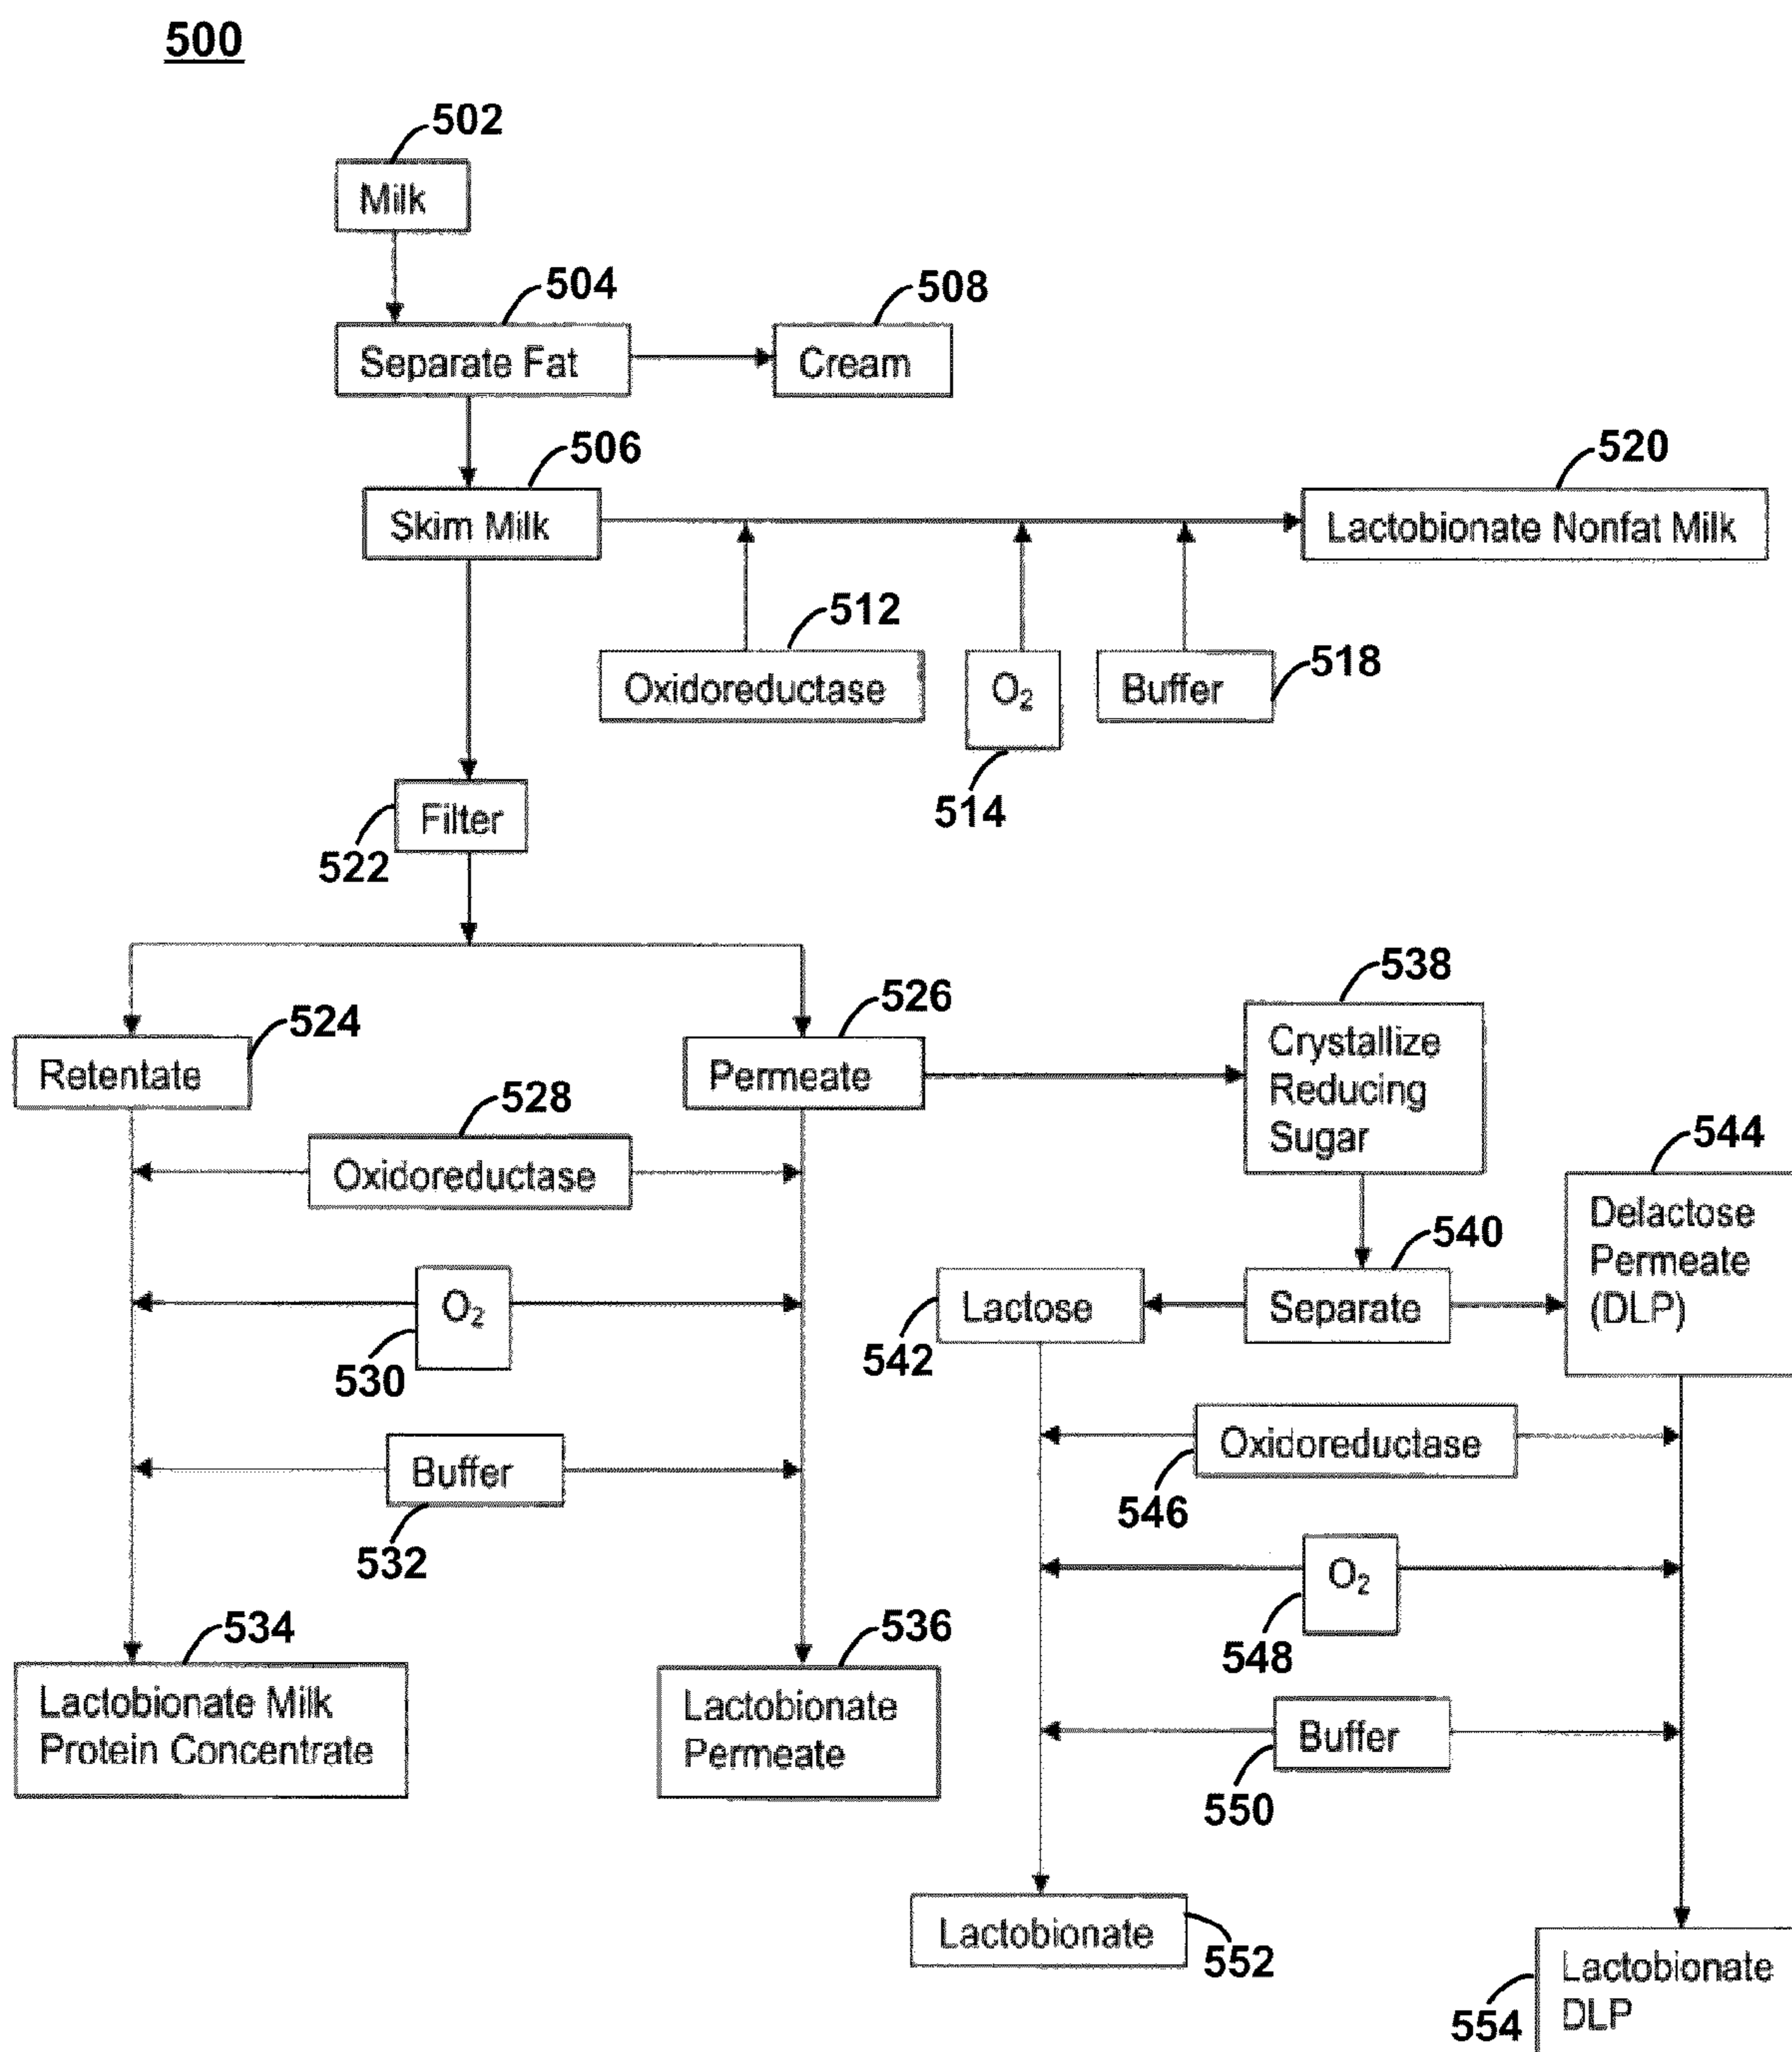 500
502
Milk
504
508
Separate Fat
Cream
506
520
Skim Milk
Lactobionate Nonfat Milk
512
Oxidoreductase
O₂
Buffer
518
514
Filter
522
538
526
524
Crystallize
Reducing
Sugar
Retentate
Permeate
528
544
Oxidoreductase
Delactose
Permeate
(DLP)
540
O₂
Lactose
Separate
542
530
Oxidoreductase
546
Buffer
532
O₂
548
534
536
Lactobionate Milk
Protein Concentrate
Lactobionate
Permeate
Buffer
550
Lactobionate
552
Lactobionate
DLP
554